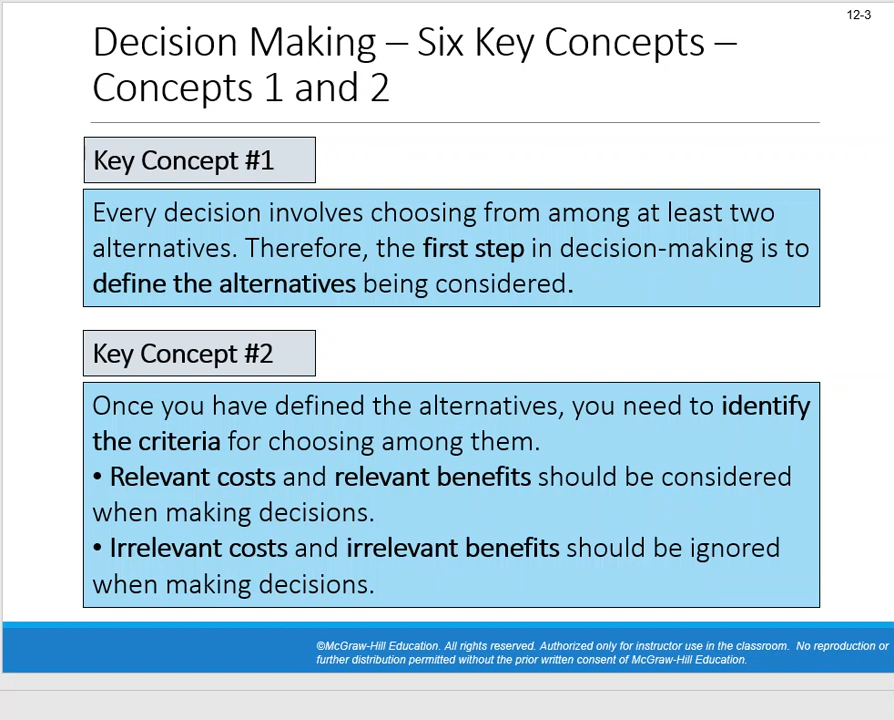 12-3
Decision Making – Six Key Concepts –
Concepts 1 and 2
Key Concept #1
Every decision involves choosing from among at least two
alternatives. Therefore, the first step in decision-making is to
define the alternatives being considered.
Key Concept #2
Once you have defined the alternatives, you need to identify
the criteria for choosing among them.
• Relevant costs and relevant benefits should be considered
when making decisions.
• Irrelevant costs and irrelevant benefits should be ignored
when making decisions.
©McGraw-Hill Education. All rights reserved. Authorized only for instructor use in the classroom. No reproduction or
further distribution permitted without the prior written consent of McGraw-Hill Education.